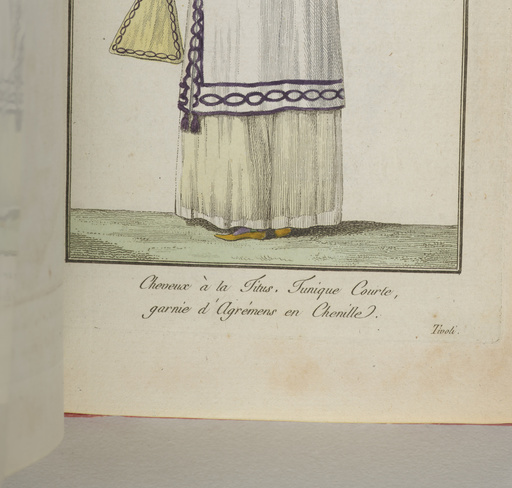 Cheveux à la Titus. Tunique Courte,
garnie d'Agrémens en Chenille.
Tivoli.